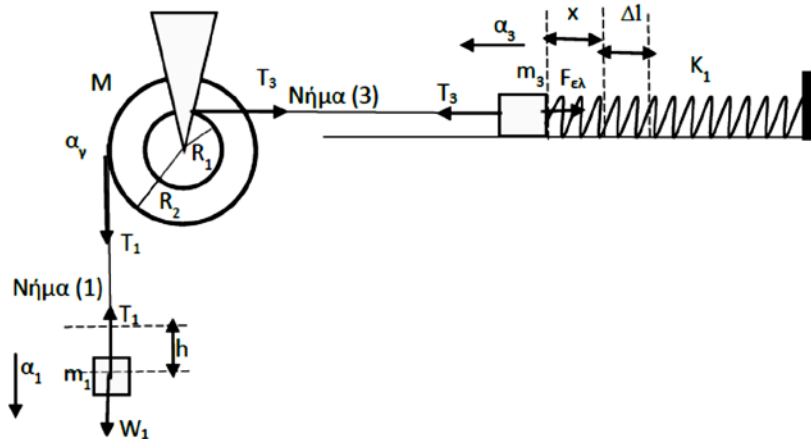 α₃ x Δl
M T₃ Νήμα (3) T₃ m₃ Fελ K₁
αγ R₁
R₂
T₁
Νήμα (1)
T₁
h
α₁ m₁
W₁